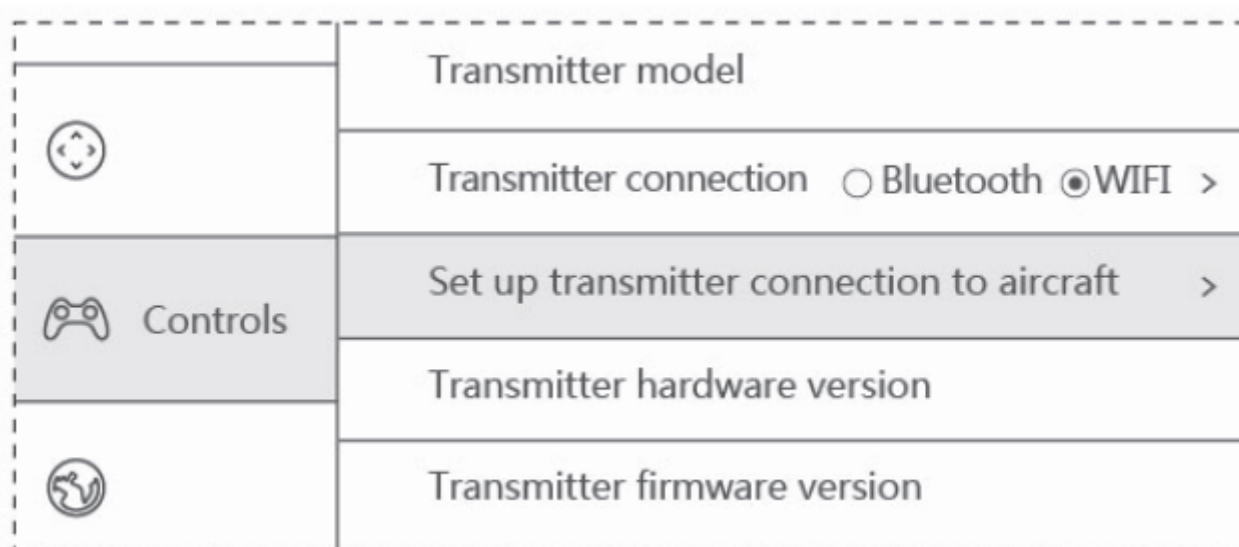 Transmitter model
Transmitter connection Bluetooth WIFI >
Set up transmitter connection to aircraft >
Controls
Transmitter hardware version
Transmitter firmware version